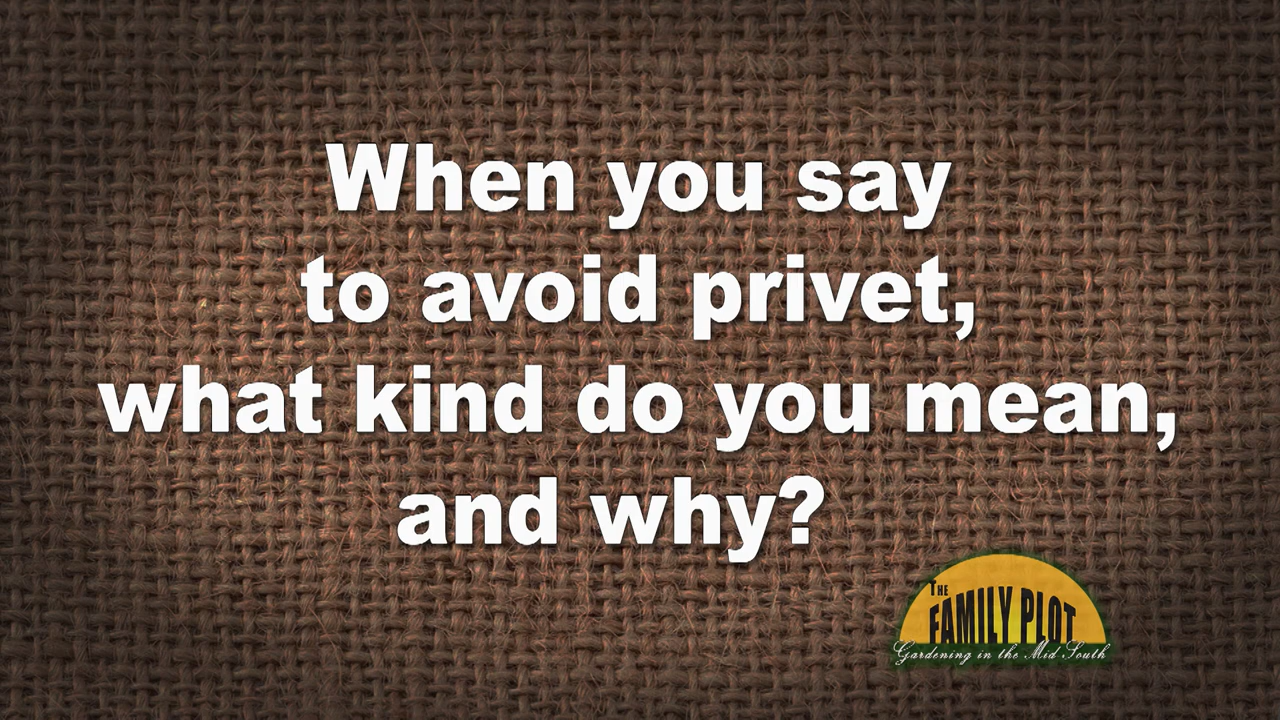 When you say
to avoid privet,
what kind do you mean,
and why?
THE
FAMILY PLOT
Gardening in the Mid-South